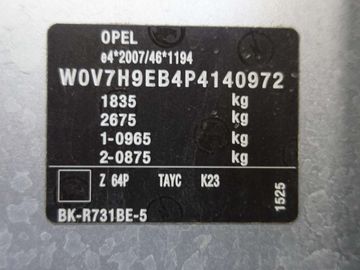 OPEL
e4*2007/46*1194
W0V7H9EB4P4140972
1835 kg
2675 kg
1-0965 kg
2-0875 kg
Z 64P TAYC K23
1525
BK-R731BE-5